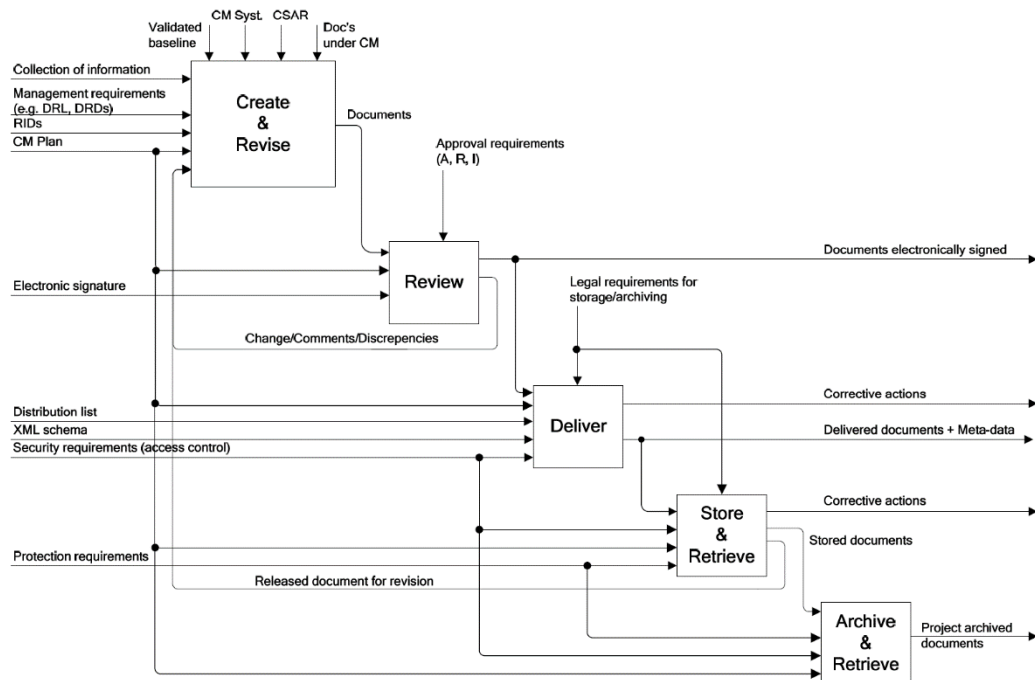 CM Syst.
CSAR
Doc's
under CM
Validated
baseline
Collection of information
Management requirements
(e.g. DRL, DRDs)
RIDs
CM Plan
Create
&
Revise
Documents
Approval requirements
(A, R, I)
Review
Documents electronically signed
Electronic signature
Legal requirements for
storage/archiving
Change/Comments/Discrepencies
Deliver
Corrective actions
Distribution list
XML schema
Delivered documents + Meta-data
Security requirements (access control)
Store
&
Retrieve
Corrective actions
Stored documents
Protection requirements
Released document for revision
Archive
&
Retrieve
Project archived
documents